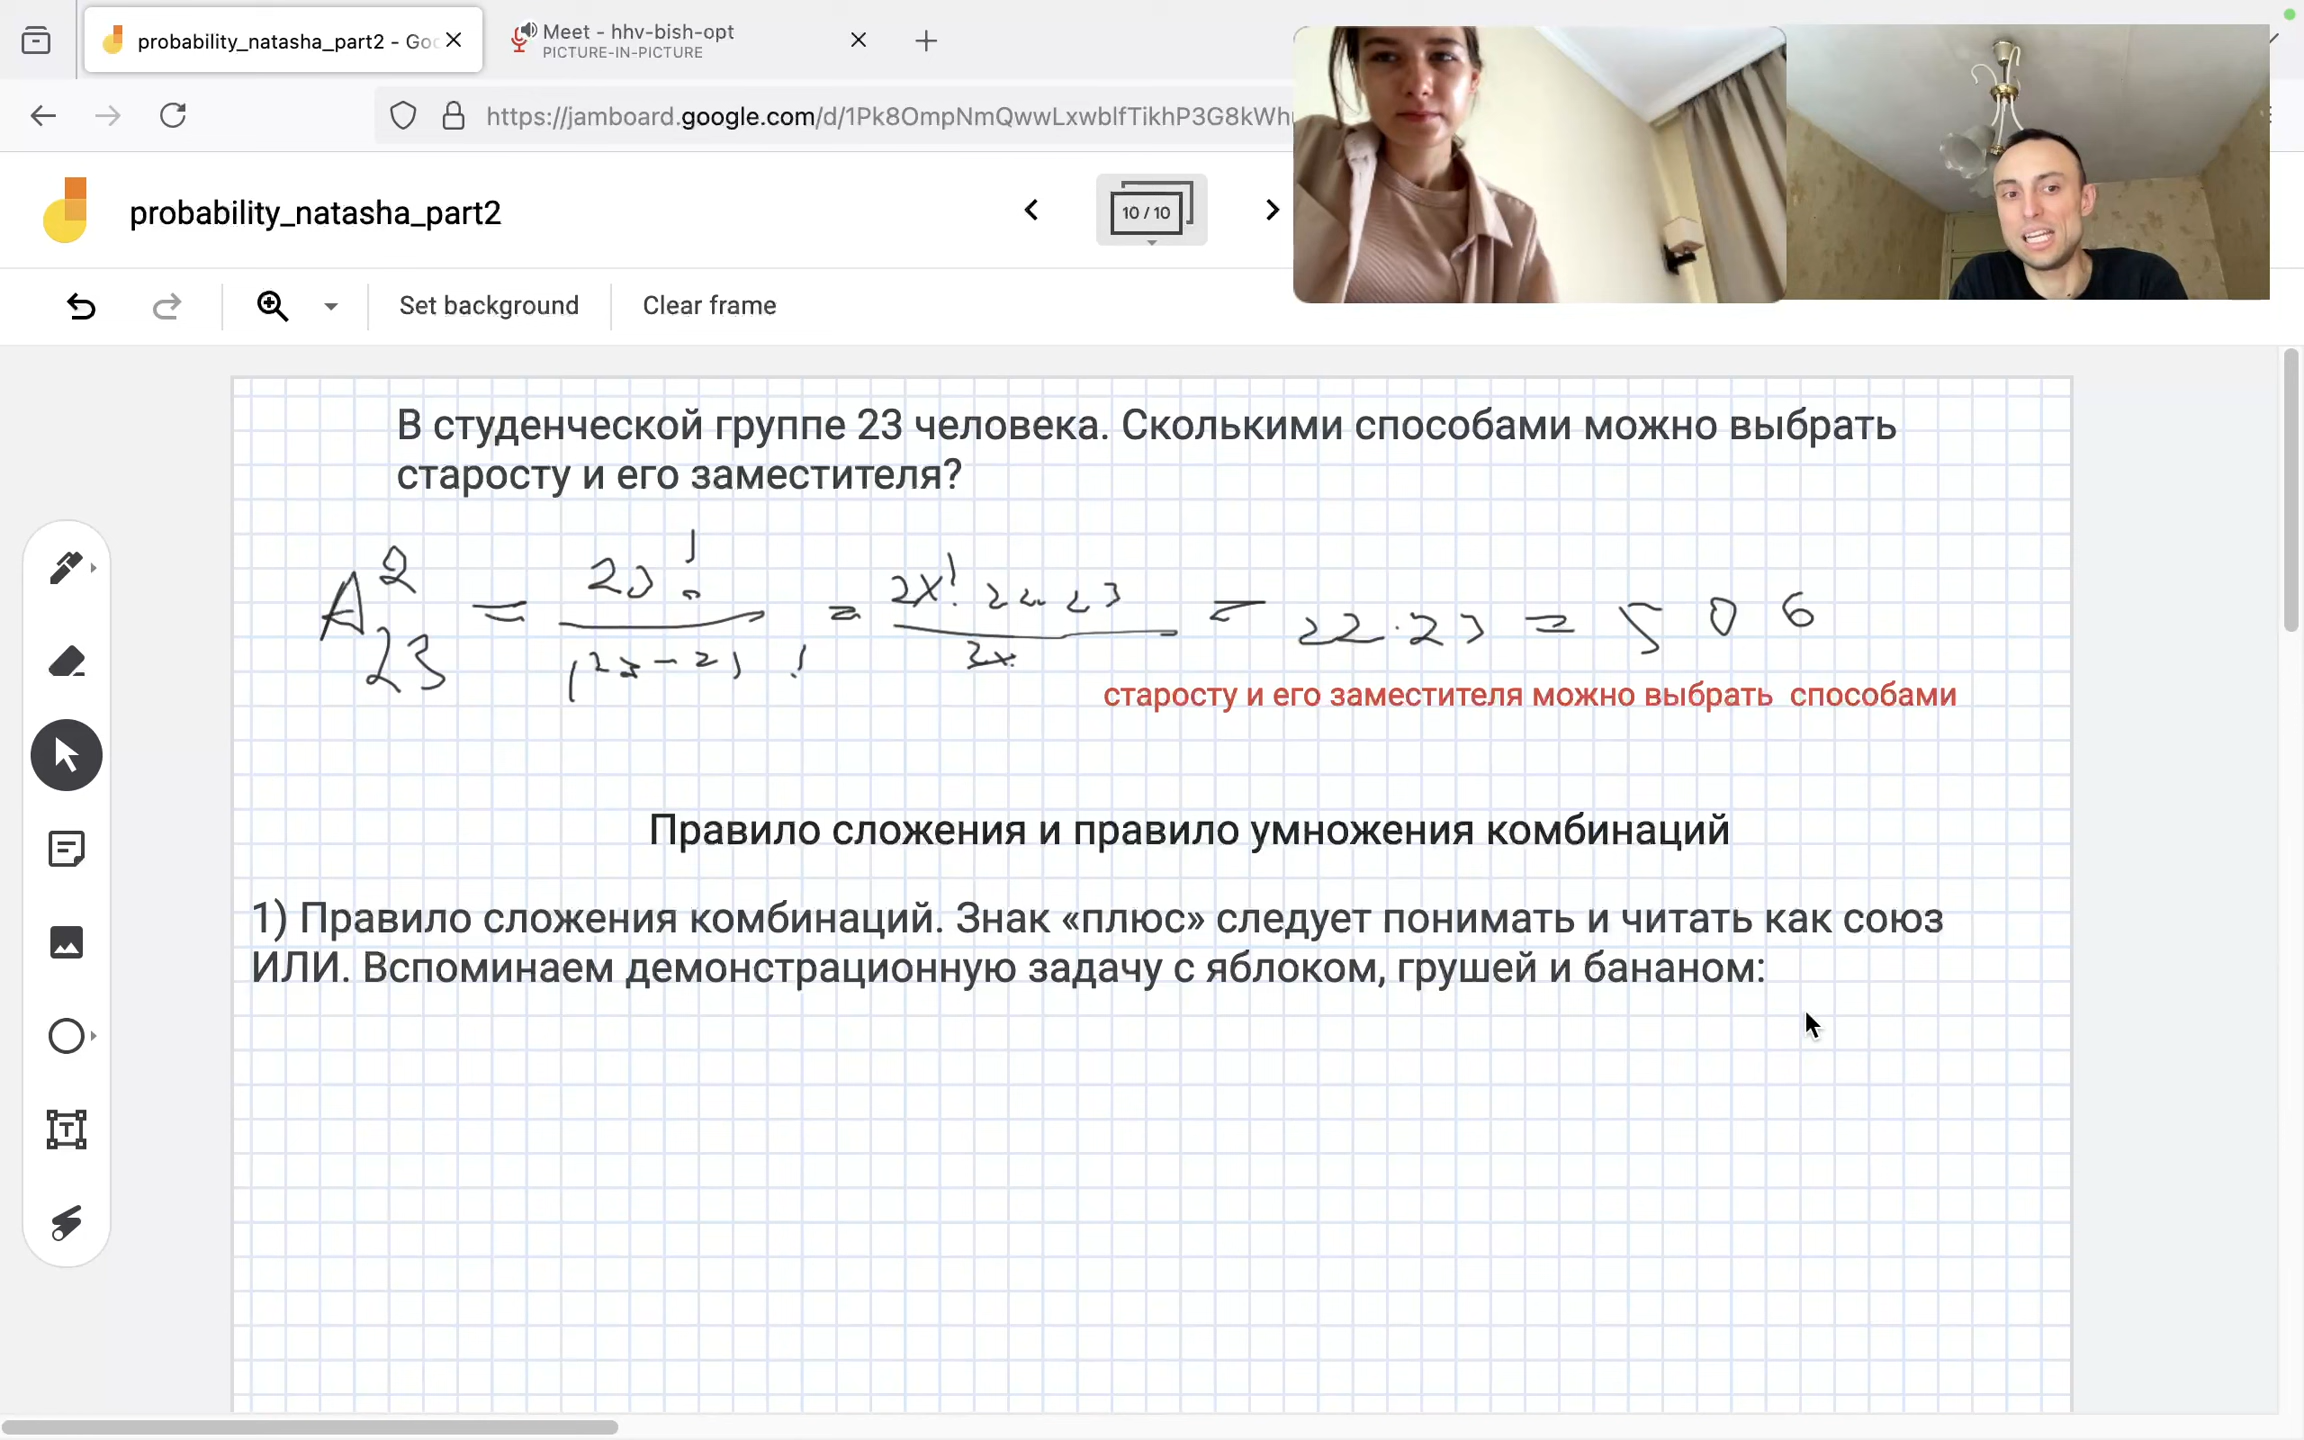 probability_natasha_part2 - Goo
Meet - hhv-bish-opt
PICTURE-IN-PICTURE
https://jamboard.google.com/d/1Pk8OmpNmQwwLxwblfTikhP3G8kWh
probability_natasha_part2
10 / 10
Set background
Clear frame
В студенческой группе 23 человека. Сколькими способами можно выбрать
старосту и его заместителя?
A²₂₃ = 23! / (23-2)! = 21! 22 23 / 21! = 22·23 = 506
старосту и его заместителя можно выбрать способами
Правило сложения и правило умножения комбинаций
1) Правило сложения комбинаций. Знак «плюс» следует понимать и читать как союз
ИЛИ. Вспоминаем демонстрационную задачу с яблоком, грушей и бананом: